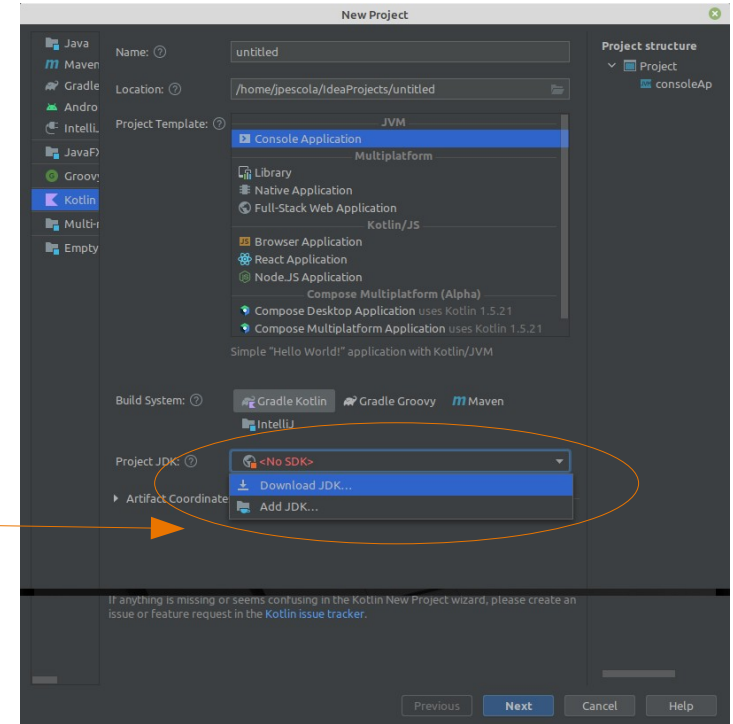 New Project
Java
Maven
Gradle
Andro
IntelliJ
JavaFX
Groovy
Kotlin
Multi-
Empty
Name:
untitled
Location:
/home/jpescola/IdeaProjects/untitled
Project Template:
JVM
Console Application
Multiplatform
Library
Native Application
Full-Stack Web Application
Kotlin/JS
Browser Application
React Application
Node.JS Application
Compose Multiplatform (Alpha)
Compose Desktop Application uses Kotlin 1.5.21
Compose Multiplatform Application uses Kotlin 1.5.21
Simple "Hello World!" application with Kotlin/JVM
Build System:
Gradle Kotlin Gradle Groovy Maven
IntelliJ
Project JDK:
<No SDK>
Download JDK...
Add JDK...
Artifact Coordinate
If anything is missing or seems confusing in the Kotlin New Project wizard, please create an
issue or feature request in the Kotlin issue tracker.
Project structure
Project
consoleAp
Previous Next Cancel Help